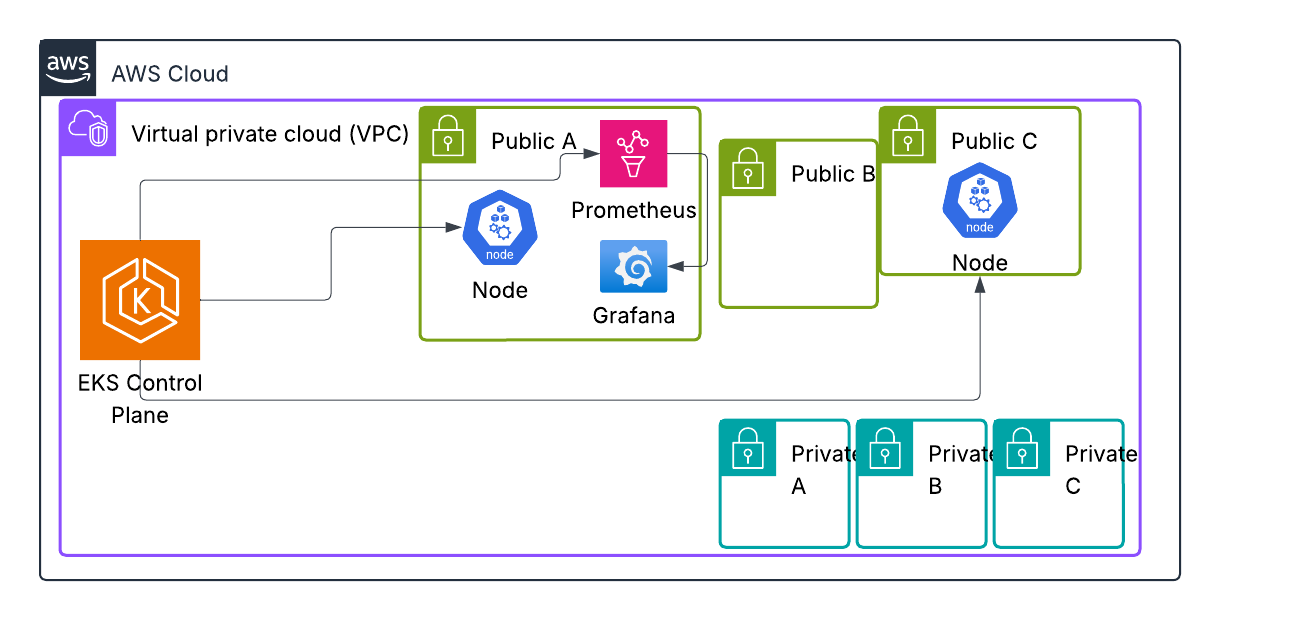 aws
AWS Cloud
Virtual private cloud (VPC)
Public A
Prometheus
node
Node
Grafana
Public B
Public C
node
Node
K
EKS Control
Plane
Private
A
Private
B
Private
C